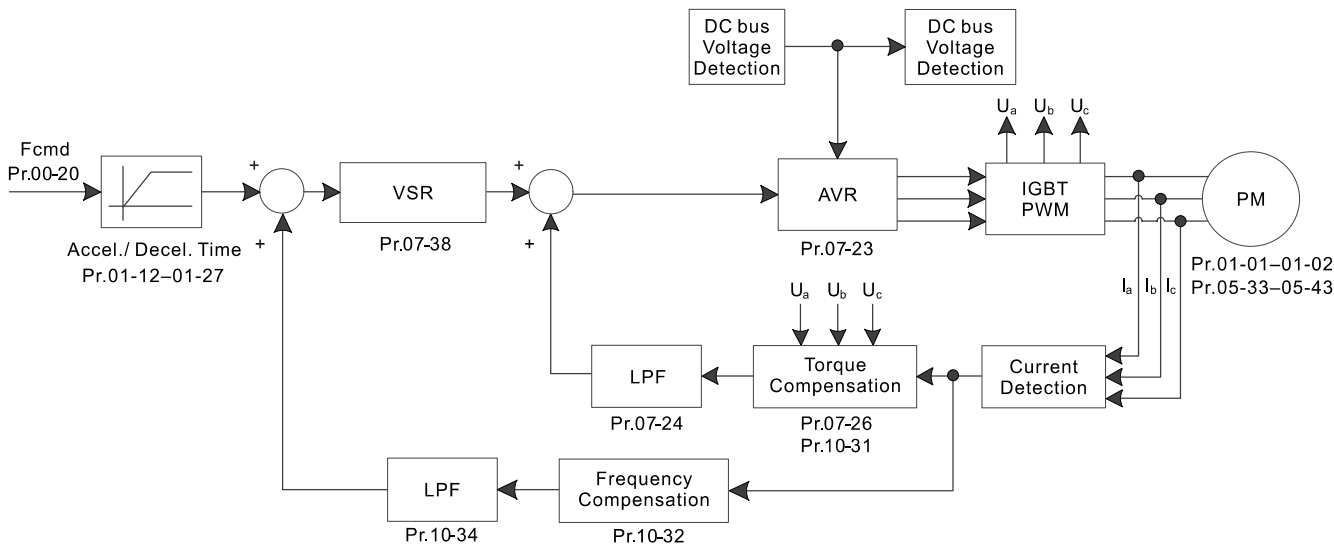 DC bus
Voltage
Detection
DC bus
Voltage
Detection
Ua
Ub
Uc
Fcmd
Pr.00-20
+
+
Accel./ Decel. Time
Pr.01-12–01-27
VSR
Pr.07-38
+
+
AVR
Pr.07-23
IGBT
PWM
PM
Pr.01-01–01-02
Pr.05-33–05-43
Ia
Ib
Ic
Ua
Ub
Uc
LPF
Pr.07-24
Torque
Compensation
Pr.07-26
Pr.10-31
Current
Detection
LPF
Pr.10-34
Frequency
Compensation
Pr.10-32